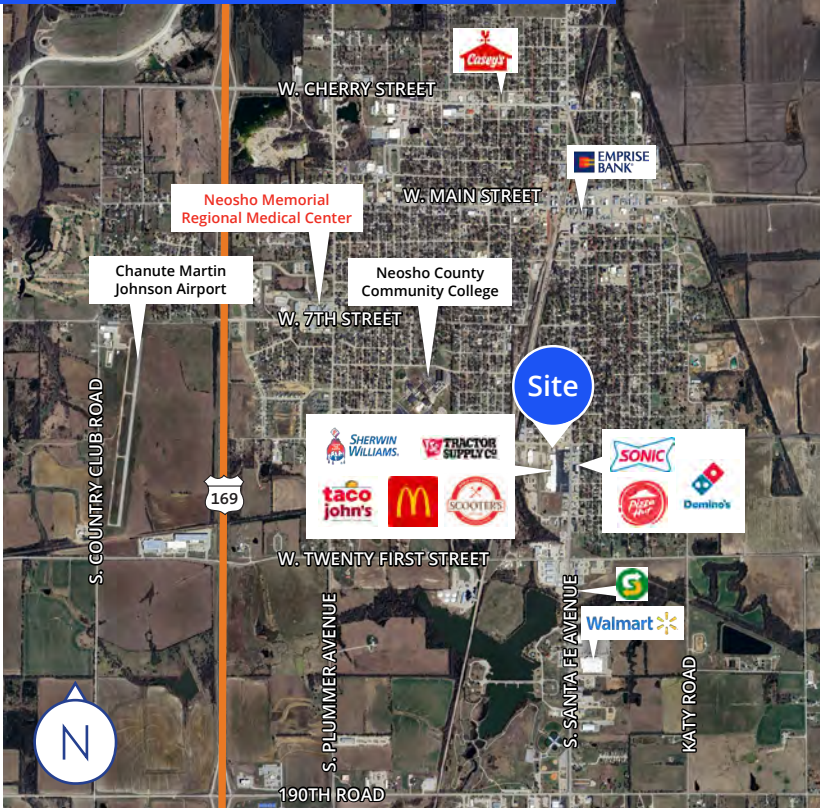 Casey's
W. CHERRY STREET
EMPRISE
BANK
W. MAIN STREET
Neosho Memorial
Regional Medical Center
Chanute Martin
Johnson Airport
Neosho County
Community College
W. 7TH STREET
Site
SHERWIN
WILLIAMS.
TRACTOR
SUPPLY CO
taco
john's
SCOOTER'S
SONIC
Pizza
Hut
Domino's
S. COUNTRY CLUB ROAD
169
W. TWENTY FIRST STREET
S. PLUMMER AVENUE
S. SANTA FE AVENUE
Walmart
KATY ROAD
N
190TH ROAD